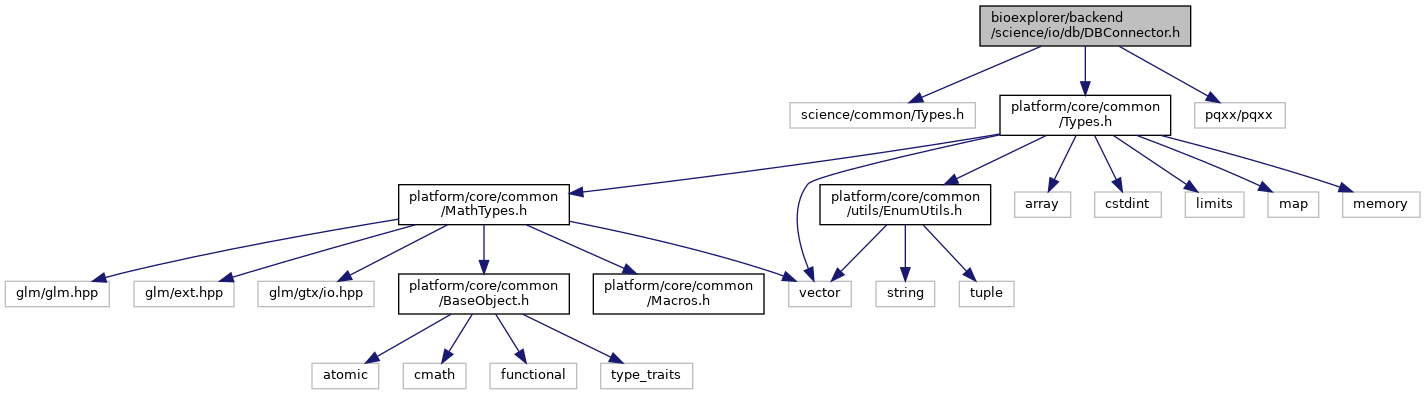 bioexplorer/backend
/science/io/db/DBConnector.h
science/common/Types.h
platform/core/common
/Types.h
pqxx/pqxx
platform/core/common
/MathTypes.h
platform/core/common
/utils/EnumUtils.h
array
cstdint
limits
map
memory
glm/glm.hpp
glm/ext.hpp
glm/gtx/io.hpp
platform/core/common
/BaseObject.h
platform/core/common
/Macros.h
vector
string
tuple
atomic
cmath
functional
type_traits